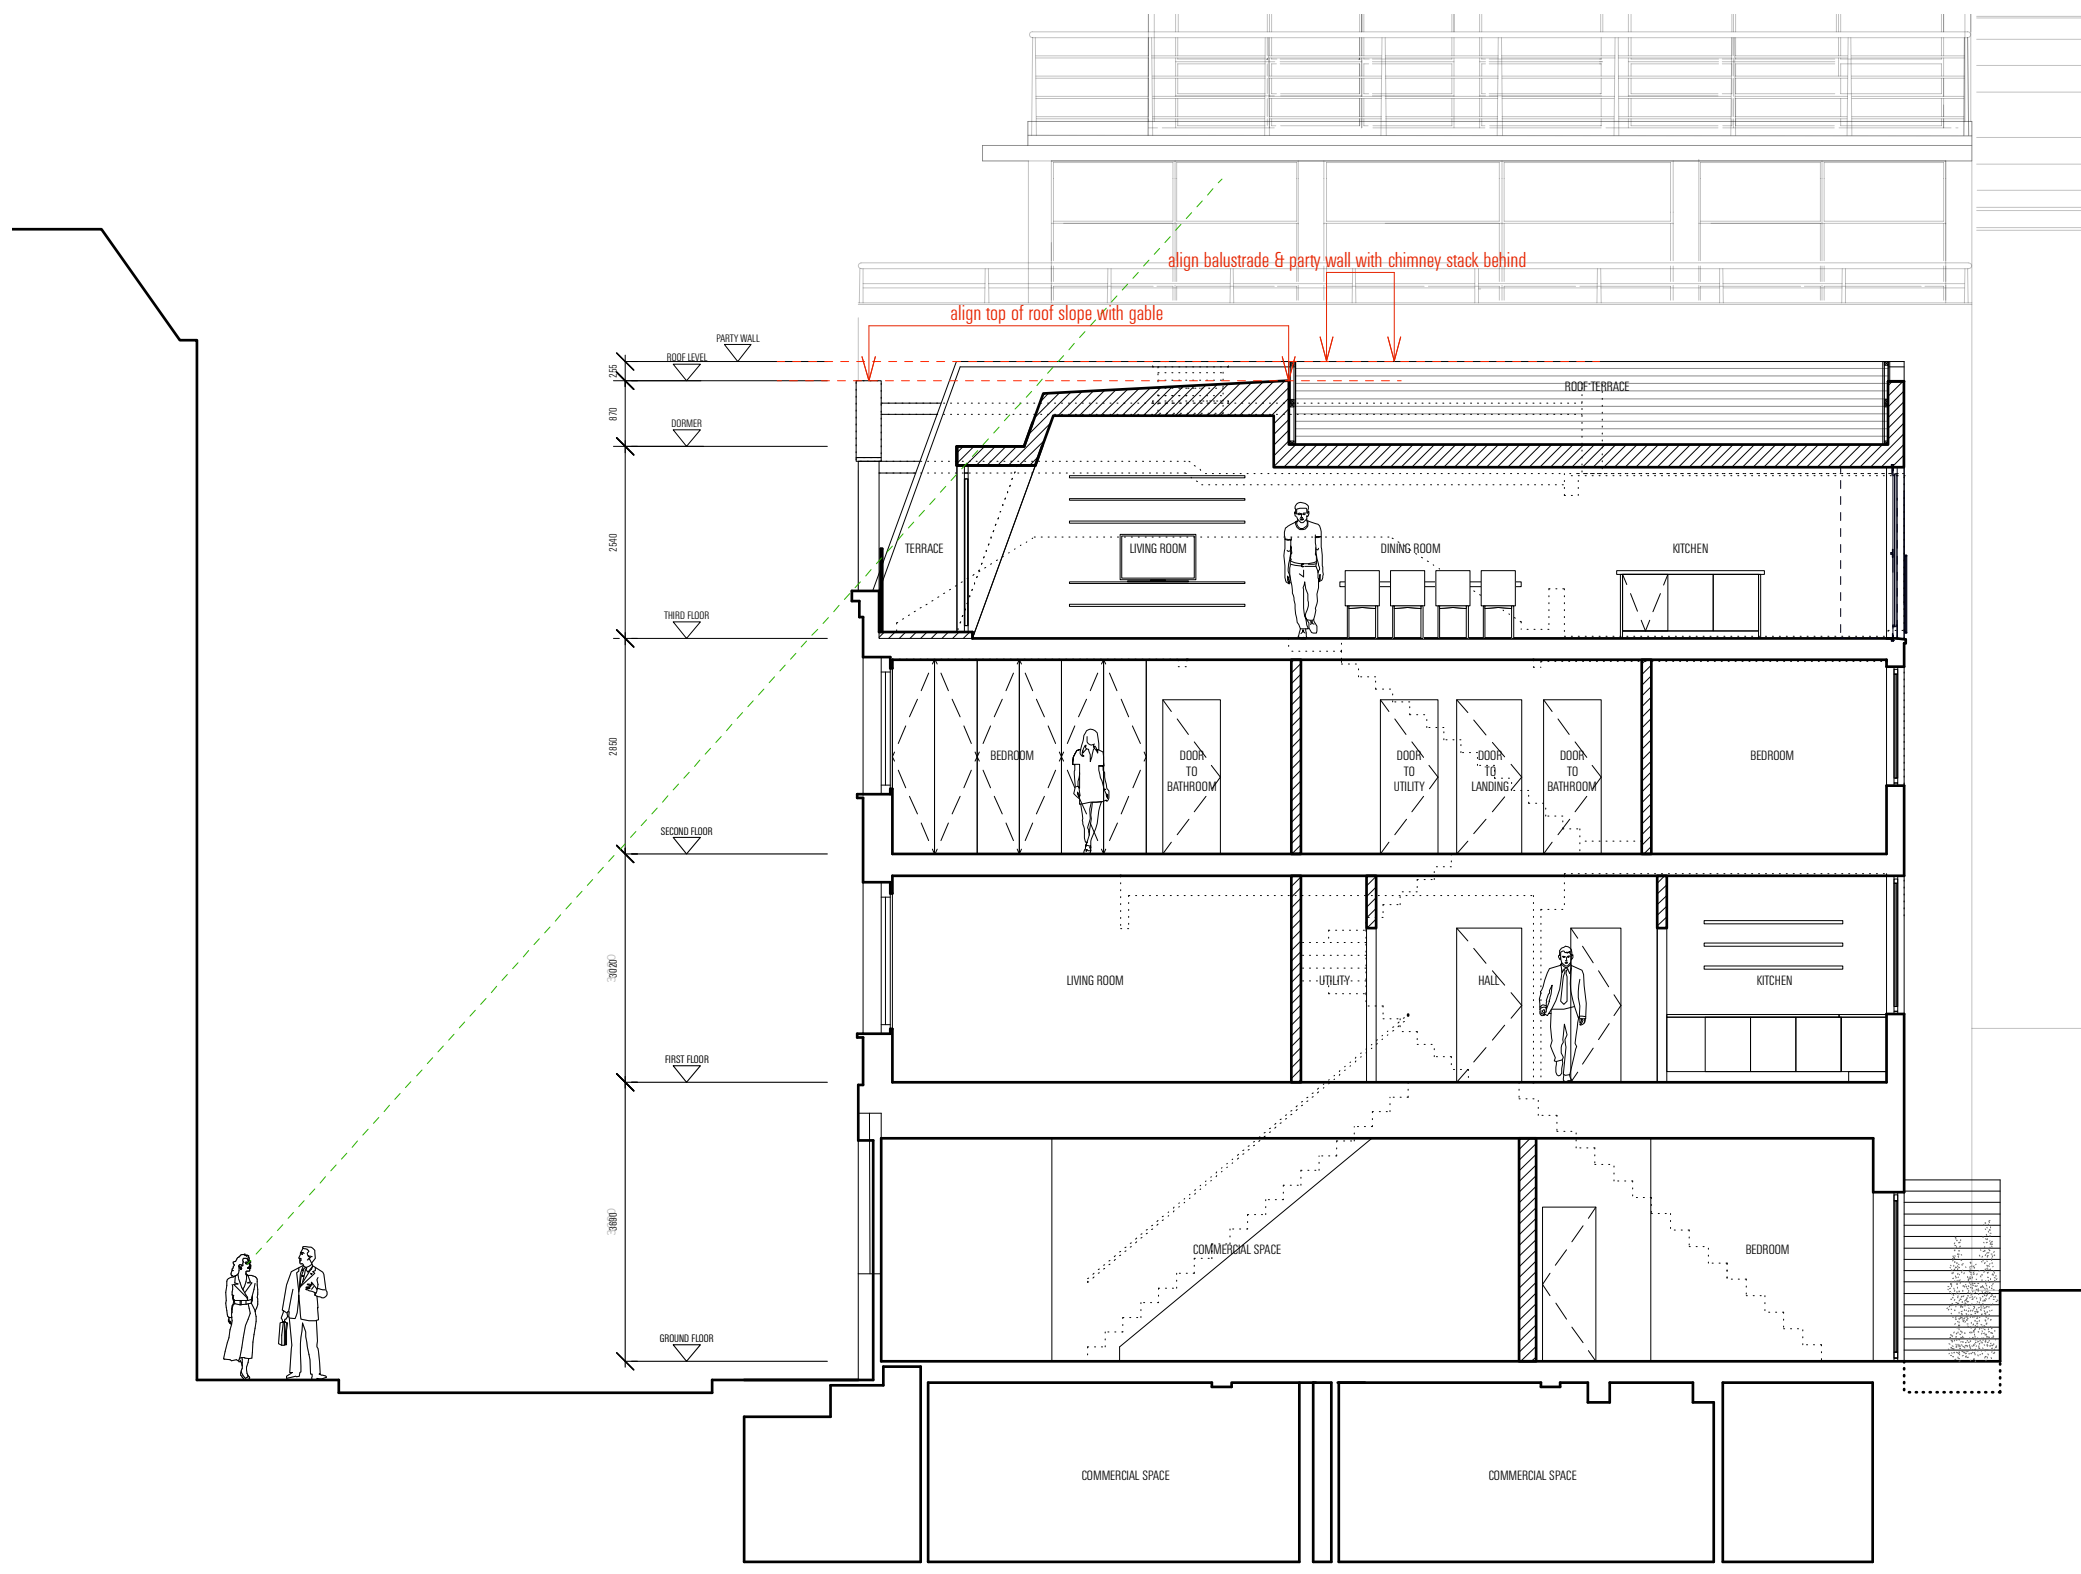 align balustrade & party wall with chimney stack behind
align top of roof slope with gable
PARTY WALL
ROOF LEVEL
255
ROOF TERRACE
870
DORMER
2540
TERRACE
LIVING ROOM
DINING ROOM
KITCHEN
THIRD FLOOR
2850
BEDROOM
DOOR
TO
BATHROOM
DOOR
TO
UTILITY
DOOR
TO
LANDING
DOOR
TO
BATHROOM
BEDROOM
SECOND FLOOR
3020
LIVING ROOM
UTILITY
HALL
KITCHEN
FIRST FLOOR
COMMERCIAL SPACE
BEDROOM
GROUND FLOOR
COMMERCIAL SPACE
COMMERCIAL SPACE